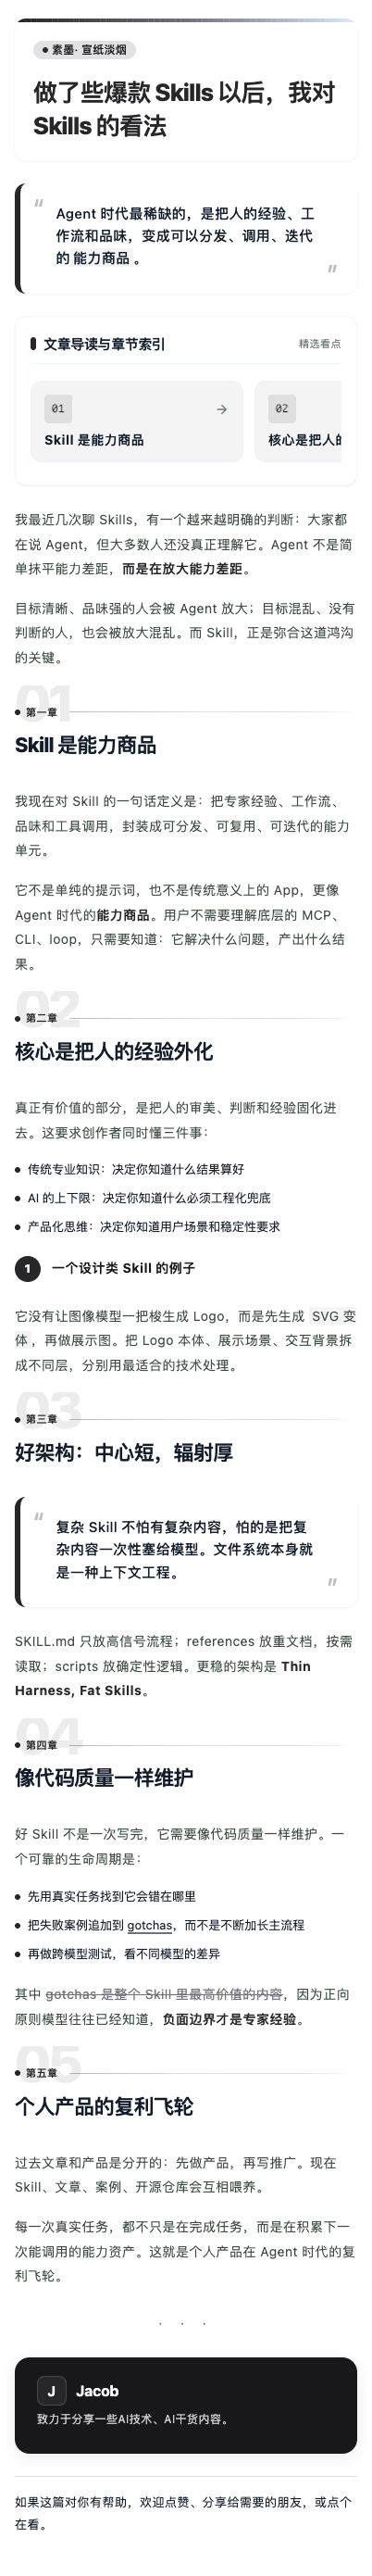 素墨· 宣纸淡烟
做了些爆款 Skills 以后，我对
Skills 的看法
“
Agent 时代最稀缺的，是把人的经验、工
作流和品味，变成可以分发、调用、迭代
的 能力商品 。
”
文章导读与章节索引 精选看点
01
→
02
Skill 是能力商品
核心是把人的
我最近几次聊 Skills，有一个越来越明确的判断：大家都
在说 Agent，但大多数人还没真正理解它。Agent 不是简
单抹平能力差距，而是在放大能力差距。
目标清晰、品味强的人会被 Agent 放大；目标混乱、没有
判断的人，也会被放大混乱。而 Skill，正是弥合这道鸿沟
的关键。
01
第一章
Skill 是能力商品
我现在对 Skill 的一句话定义是：把专家经验、工作流、
品味和工具调用，封装成可分发、可复用、可迭代的能力
单元。
它不是单纯的提示词，也不是传统意义上的 App，更像
Agent 时代的能力商品。用户不需要理解底层的 MCP、
CLI、loop，只需要知道：它解决什么问题，产出什么结
果。
02
第二章
核心是把人的经验外化
真正有价值的部分，是把人的审美、判断和经验固化进
去。这要求创作者同时懂三件事：
传统专业知识：决定你知道什么结果算好
AI 的上下限：决定你知道什么必须工程化兜底
产品化思维：决定你知道用户场景和稳定性要求
1 一个设计类 Skill 的例子
它没有让图像模型一把梭生成 Logo，而是先生成 SVG 变
体 ，再做展示图。把 Logo 本体、展示场景、交互背景拆
成不同层，分别用最适合的技术处理。
03
第三章
好架构：中心短，辐射厚
“
复杂 Skill 不怕有复杂内容，怕的是把复
杂内容一次性塞给模型。文件系统本身就
是一种上下文工程。
”
SKILL.md 只放高信号流程；references 放重文档，按需
读取；scripts 放确定性逻辑。更稳的架构是 Thin
Harness, Fat Skills。
04
第四章
像代码质量一样维护
好 Skill 不是一次写完，它需要像代码质量一样维护。一
个可靠的生命周期是：
先用真实任务找到它会错在哪里
把失败案例追加到 gotchas，而不是不断加长主流程
再做跨模型测试，看不同模型的差异
其中 gotchas 是整个 Skill 里最高价值的内容，因为正向
原则模型往往已经知道，负面边界才是专家经验。
05
第五章
个人产品的复利飞轮
过去文章和产品是分开的：先做产品，再写推广。现在
Skill、文章、案例、开源仓库会互相喂养。
每一次真实任务，都不只是在完成任务，而是在积累下一
次能调用的能力资产。这就是个人产品在 Agent 时代的复
利飞轮。
· · ·
J Jacob
致力于分享一些AI技术、AI干货内容。
如果这篇对你有帮助，欢迎点赞、分享给需要的朋友，或点个
在看。